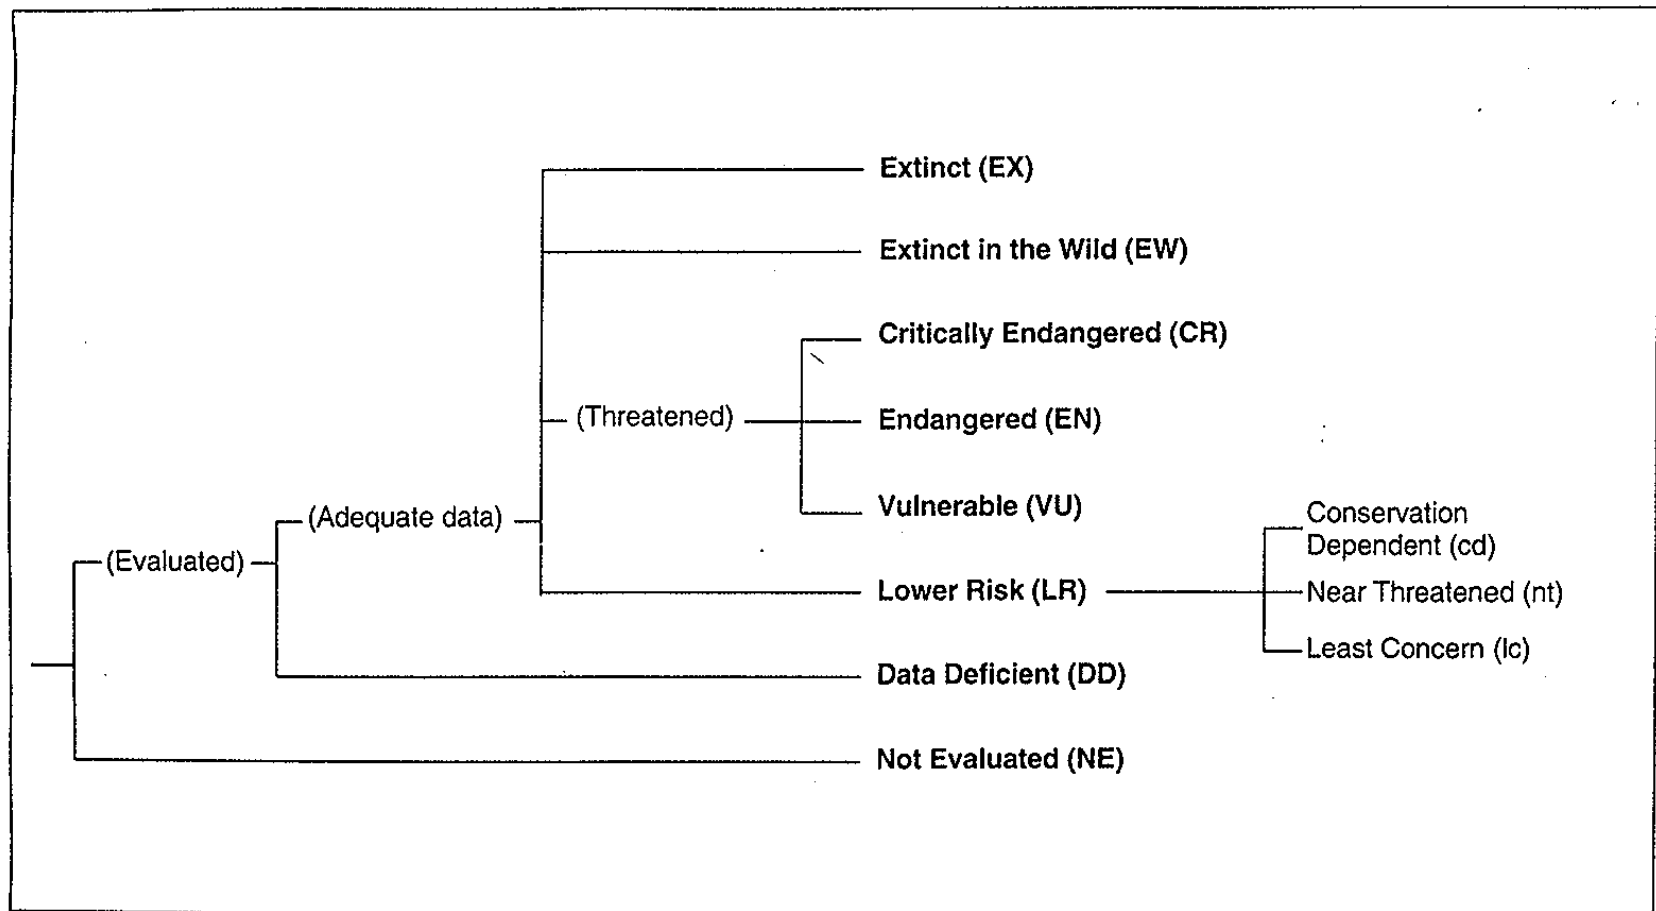 Extinct (EX)
Extinct in the Wild (EW)
Critically Endangered (CR)
(Threatened)
Endangered (EN)
Vulnerable (VU)
(Adequate data)
Conservation
Dependent (cd)
(Evaluated)
Lower Risk (LR)
Near Threatened (nt)
Least Concern (lc)
Data Deficient (DD)
Not Evaluated (NE)